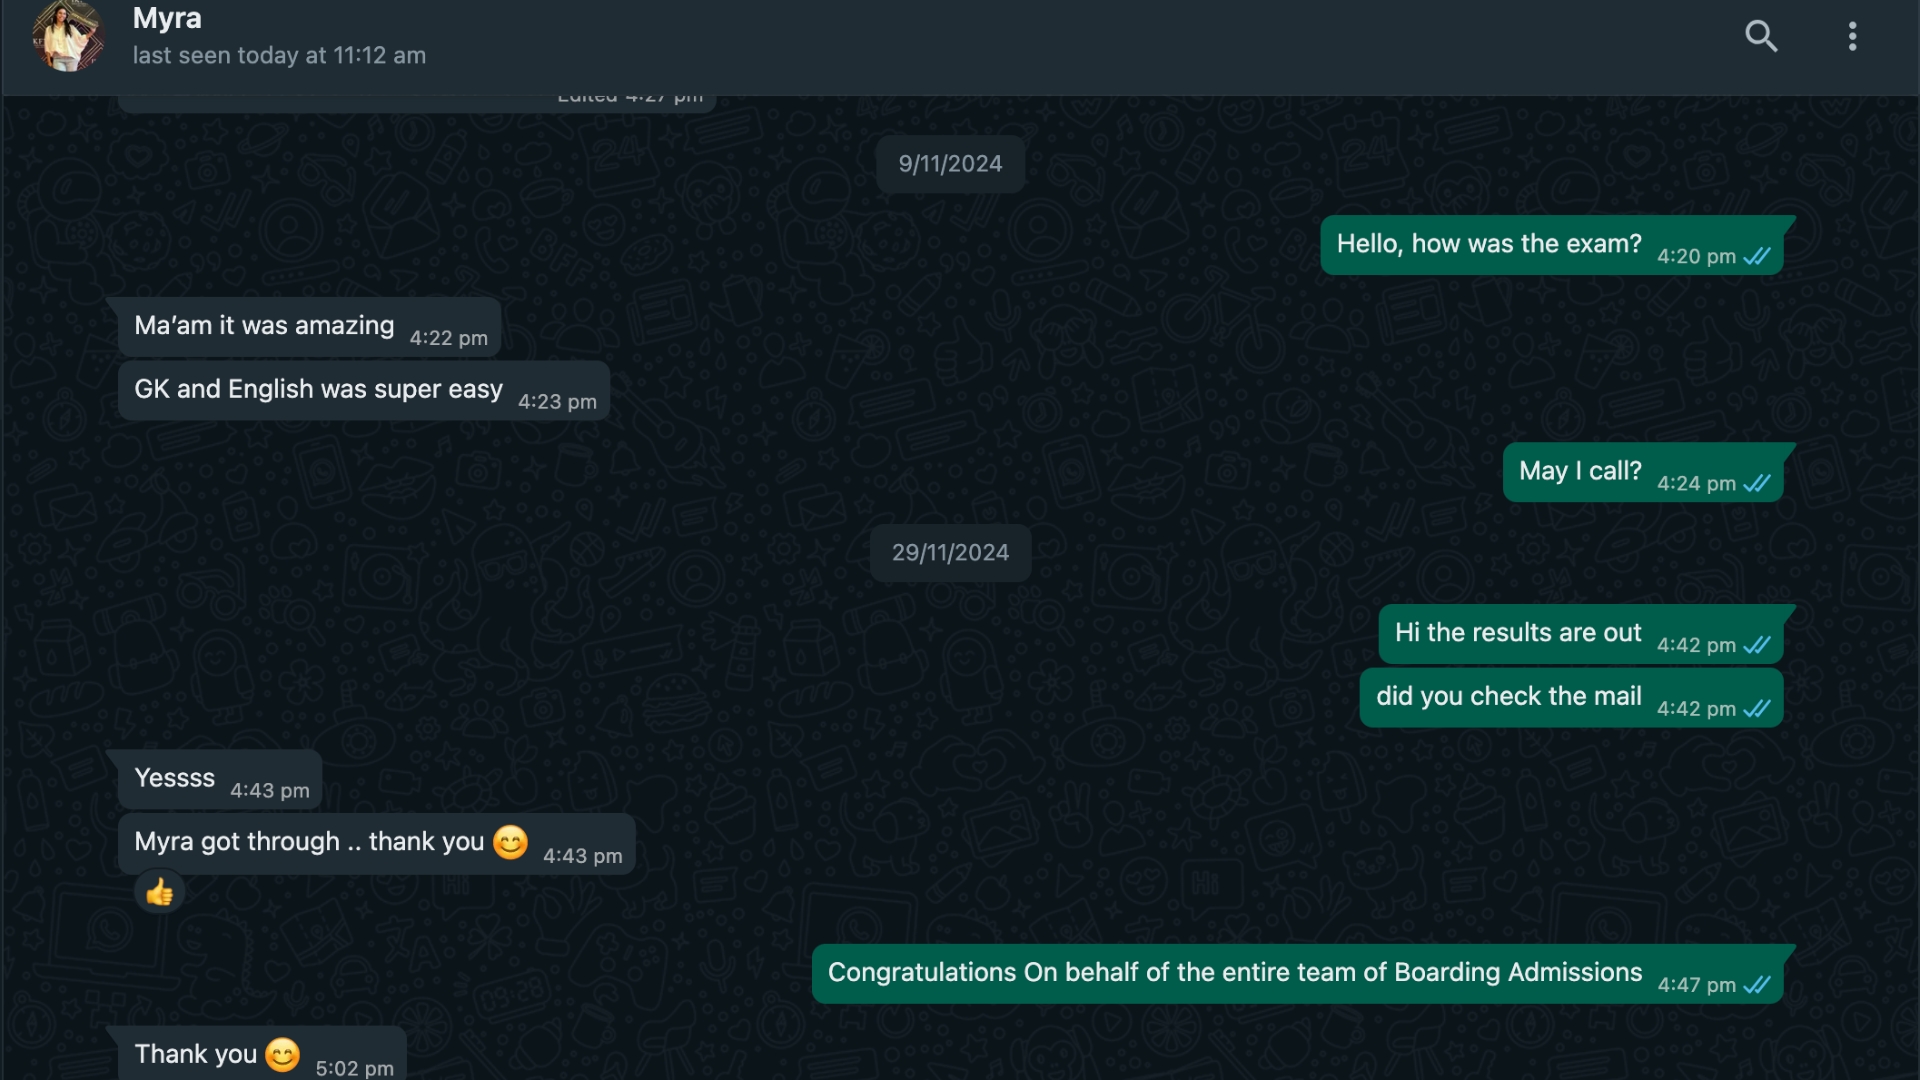 Myra
last seen today at 11:12 am
Edited 4:27 pm
9/11/2024
Hello, how was the exam? 4:20 pm
Ma’am it was amazing 4:22 pm
GK and English was super easy 4:23 pm
May I call? 4:24 pm
29/11/2024
Hi the results are out 4:42 pm
did you check the mail 4:42 pm
Yessss 4:43 pm
Myra got through .. thank you 😊 4:43 pm
👍
Congratulations On behalf of the entire team of Boarding Admissions 4:47 pm
Thank you 😊 5:02 pm